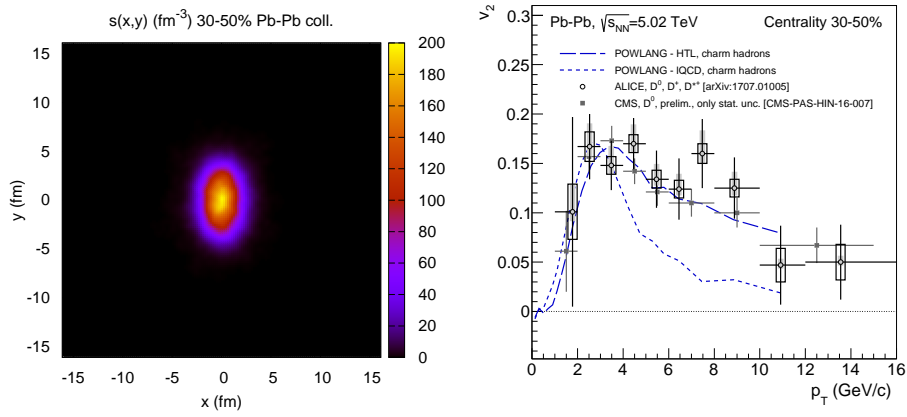 s(x,y) (fm⁻³) 30-50% Pb-Pb coll.
15
10
5
0
-5
-10
-15
y (fm)
-15 -10 -5 0 5 10 15
x (fm)
200
180
160
140
120
100
80
60
40
20
0
v₂
0.3
0.25
0.2
0.15
0.1
0.05
0
Pb-Pb, √sNN=5.02 TeV
Centrality 30-50%
POWLANG - HTL, charm hadrons
POWLANG - lQCD, charm hadrons
ALICE, D⁰, D⁺, D*⁺ [arXiv:1707.01005]
CMS, D⁰, prelim., only stat. unc. [CMS-PAS-HIN-16-007]
0 2 4 6 8 10 12 14 16
p_T (GeV/c)